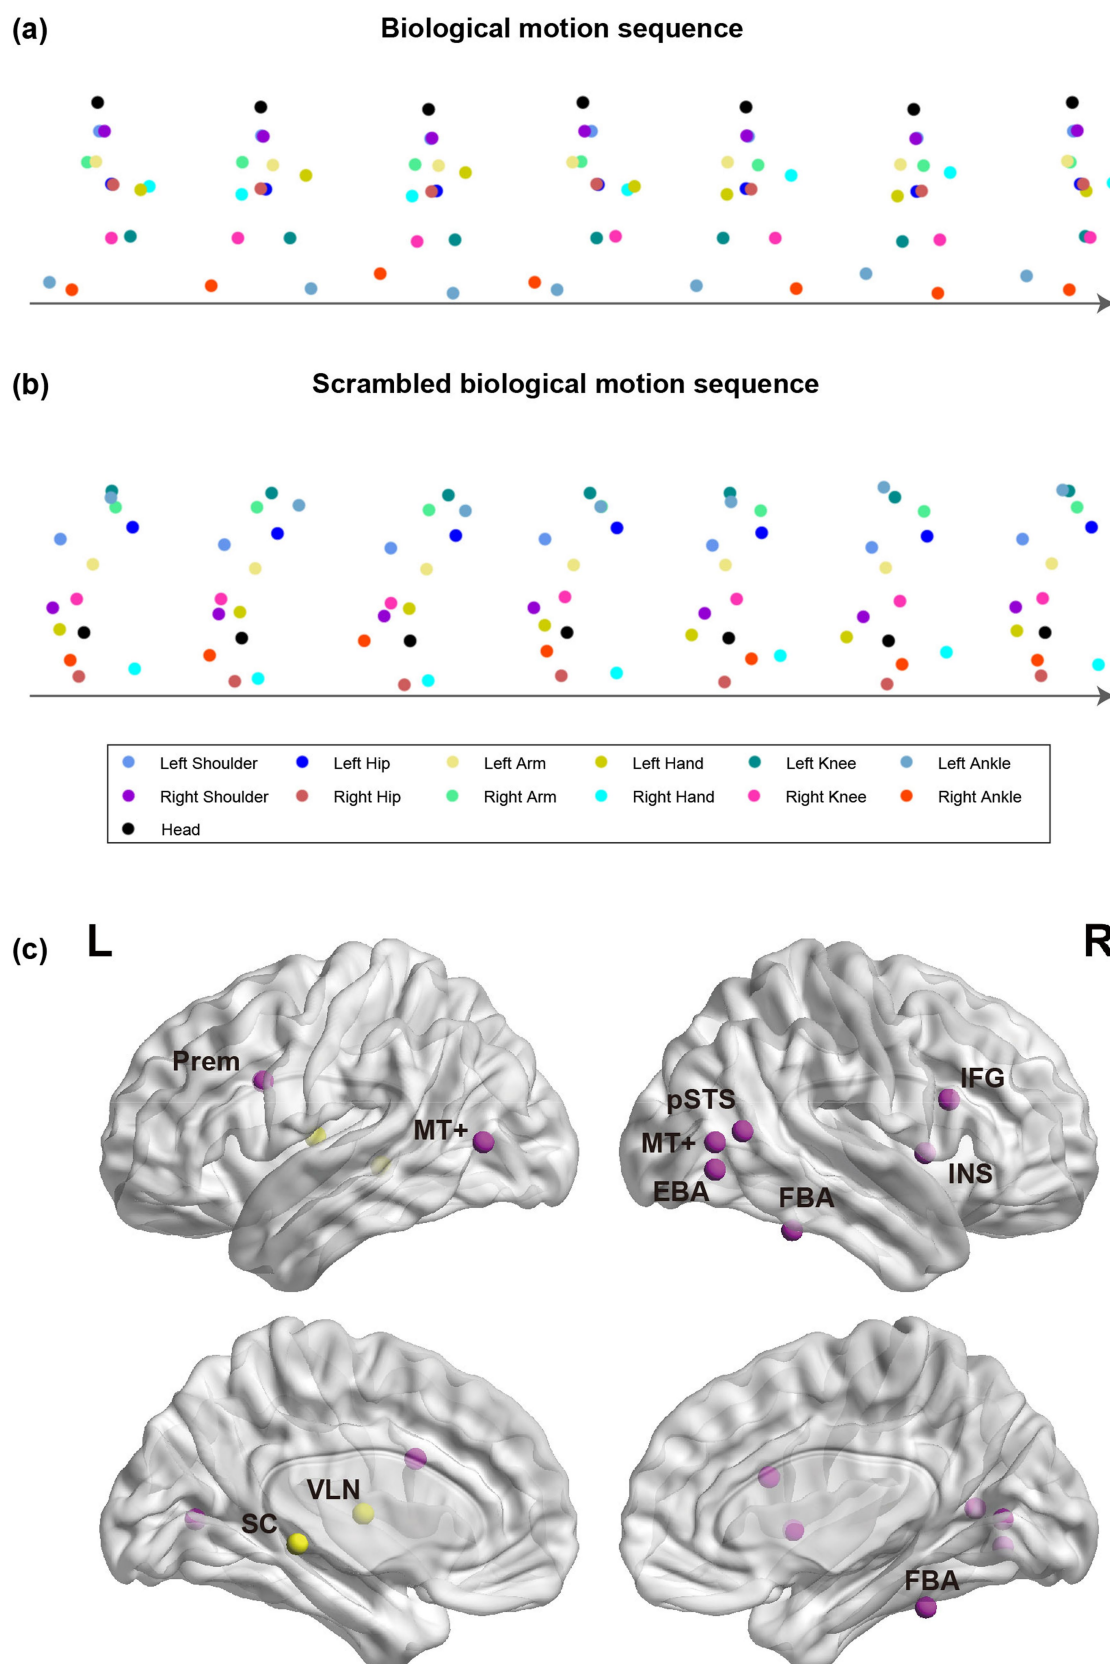 (a) Biological motion sequence
(b) Scrambled biological motion sequence
Left Shoulder Left Hip Left Arm Left Hand Left Knee Left Ankle
Right Shoulder Right Hip Right Arm Right Hand Right Knee Right Ankle
Head
(c) L R
Prem
MT+
pSTS
IFG
MT+
EBA
FBA
INS
VLN
SC
FBA